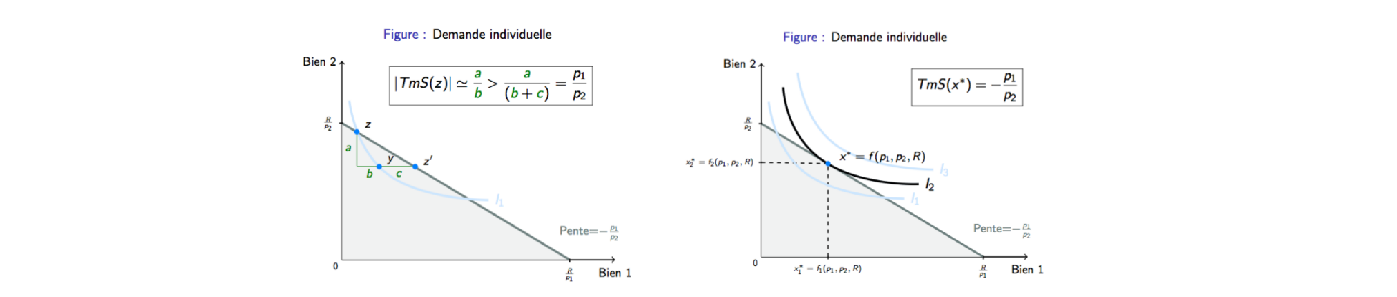 Figure : Demande individuelle
Bien 2
|TmS(z)| ≃ a/b > a/(b + c) = p₁/p₂
R/p₂
z
a
y
z′
b
c
I₁
Pente=−p₁/p₂
0
R/p₁
Bien 1
Figure : Demande individuelle
Bien 2
TmS(x*) = −p₁/p₂
R/p₂
x* = f(p₁, p₂, R)
x₂* = f₂(p₁, p₂, R)
I₃
I₂
I₁
Pente=−p₁/p₂
0
x₁* = f₁(p₁, p₂, R)
R/p₁
Bien 1